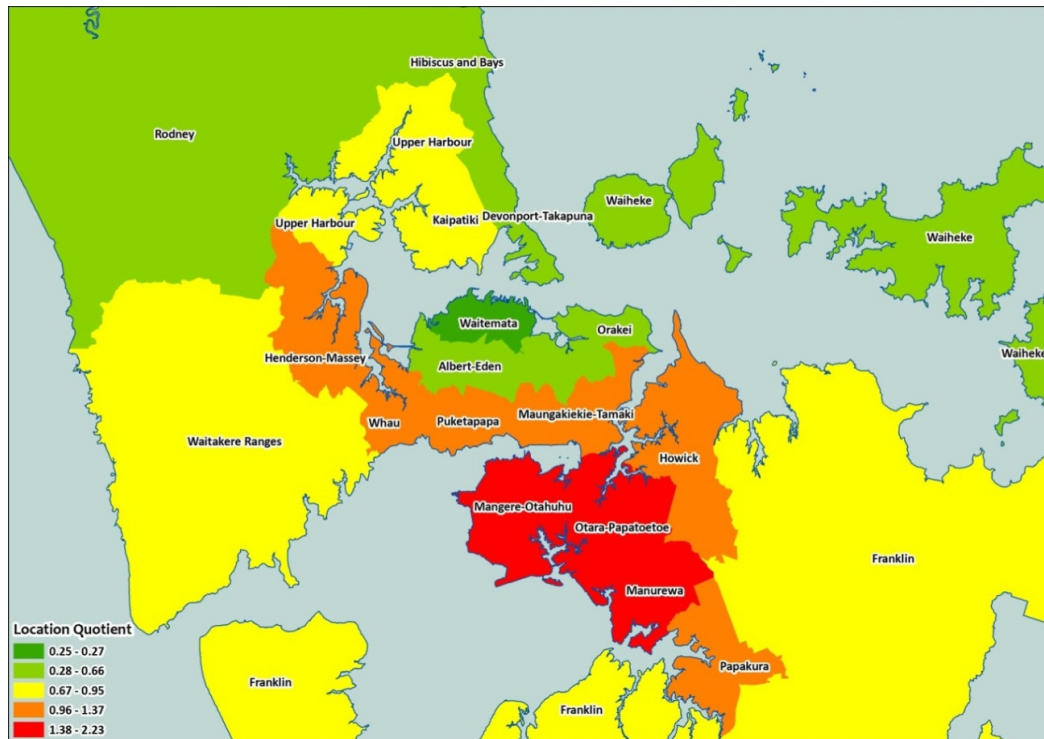 Hibiscus and Bays
Rodney
Upper Harbour
Waiheke
Upper Harbour
Kaipatiki
Devonport-Takapuna
Waiheke
Waitemata
Orakei
Waiheke
Henderson-Massey
Albert-Eden
Whau
Puketapapa
Maungakiekie-Tamaki
Waitakere Ranges
Howick
Mangere-Otahuhu
Otara-Papatoetoe
Franklin
Manurewa
Papakura
Franklin
Franklin
Location Quotient
0.25 - 0.27
0.28 - 0.66
0.67 - 0.95
0.96 - 1.37
1.38 - 2.23